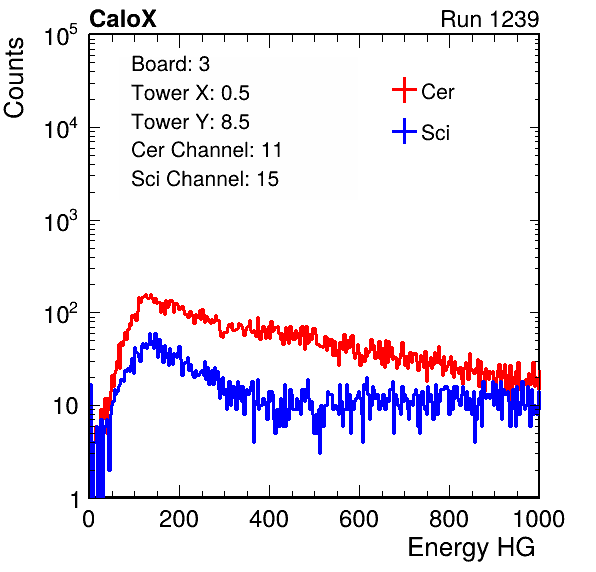 CaloX Run 1239
Counts
Board: 3
Tower X: 0.5
Tower Y: 8.5
Cer Channel: 11
Sci Channel: 15
Cer
Sci
10^5
10^4
10^3
10^2
10
1
0 200 400 600 800 1000
Energy HG